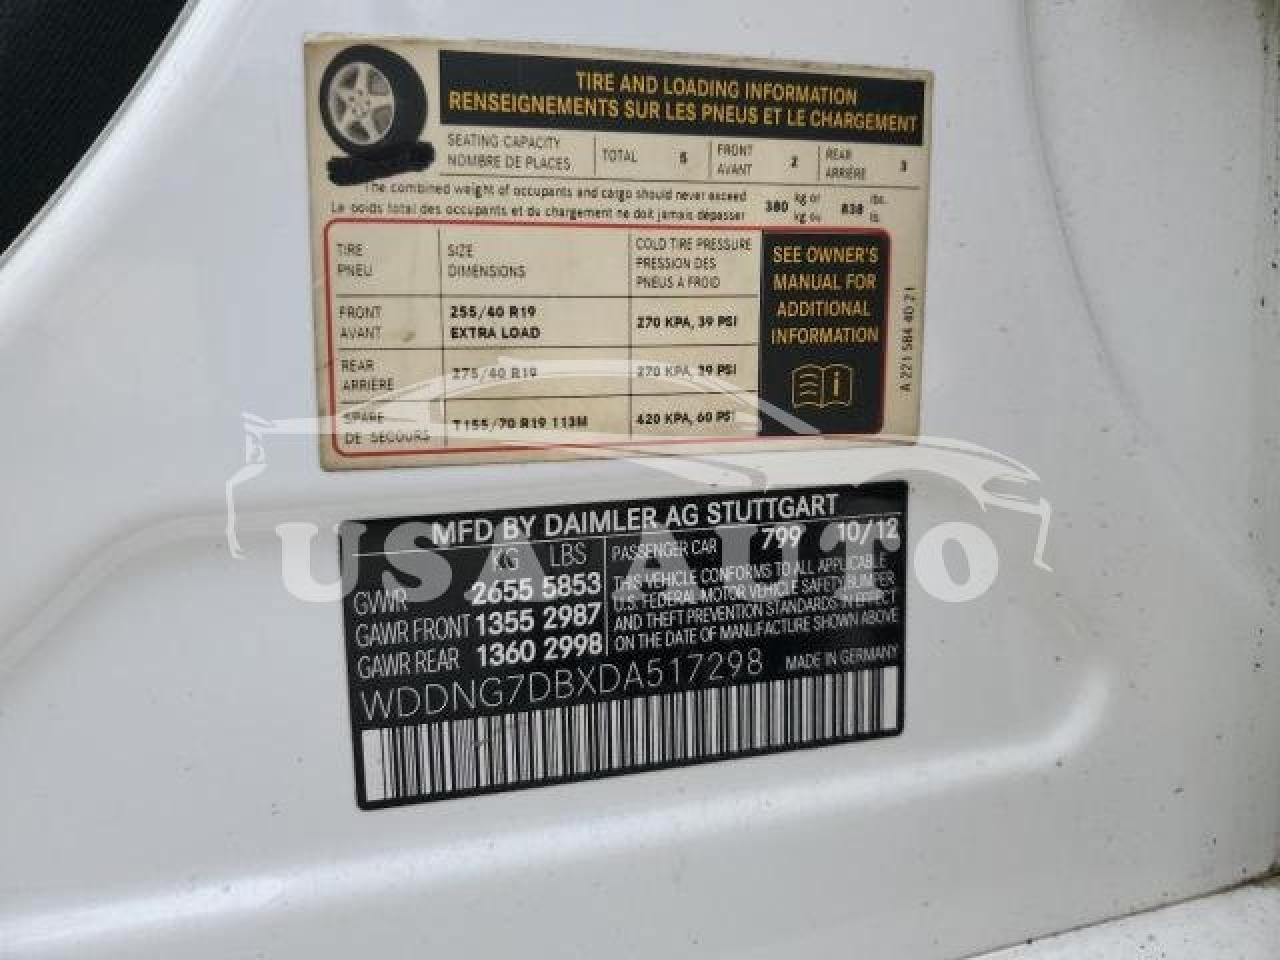 TIRE AND LOADING INFORMATION
RENSEIGNEMENTS SUR LES PNEUS ET LE CHARGEMENT
SEATING CAPACITY
NOMBRE DE PLACES
TOTAL 5
FRONT
AVANT 2
REAR
ARRIÈRE 3
The combined weight of occupants and cargo should never exceed 380 kg or 838 lbs.
Le poids total des occupants et du chargement ne doit jamais dépasser kg ou lb.
TIRE
PNEU
SIZE
DIMENSIONS
COLD TIRE PRESSURE
PRESSION DES
PNEUS A FROID
FRONT
AVANT
255/40 R19
EXTRA LOAD
270 KPA, 39 PSI
REAR
ARRIÈRE
275/40 R19
270 KPA, 39 PSI
SPARE
DE SECOURS
T155/70 R19 113M
420 KPA, 60 PSI
SEE OWNER'S
MANUAL FOR
ADDITIONAL
INFORMATION
A 221 584 40 21
MFD BY DAIMLER AG STUTTGART
KG LBS
GVWR 2655 5853
GAWR FRONT 1355 2987
GAWR REAR 1360 2998
PASSENGER CAR 799 10/12
THIS VEHICLE CONFORMS TO ALL APPLICABLE
U.S. FEDERAL MOTOR VEHICLE SAFETY, BUMPER
AND THEFT PREVENTION STANDARDS IN EFFECT
ON THE DATE OF MANUFACTURE SHOWN ABOVE
WDDNG7DBXDA517298
MADE IN GERMANY
USA AUTO